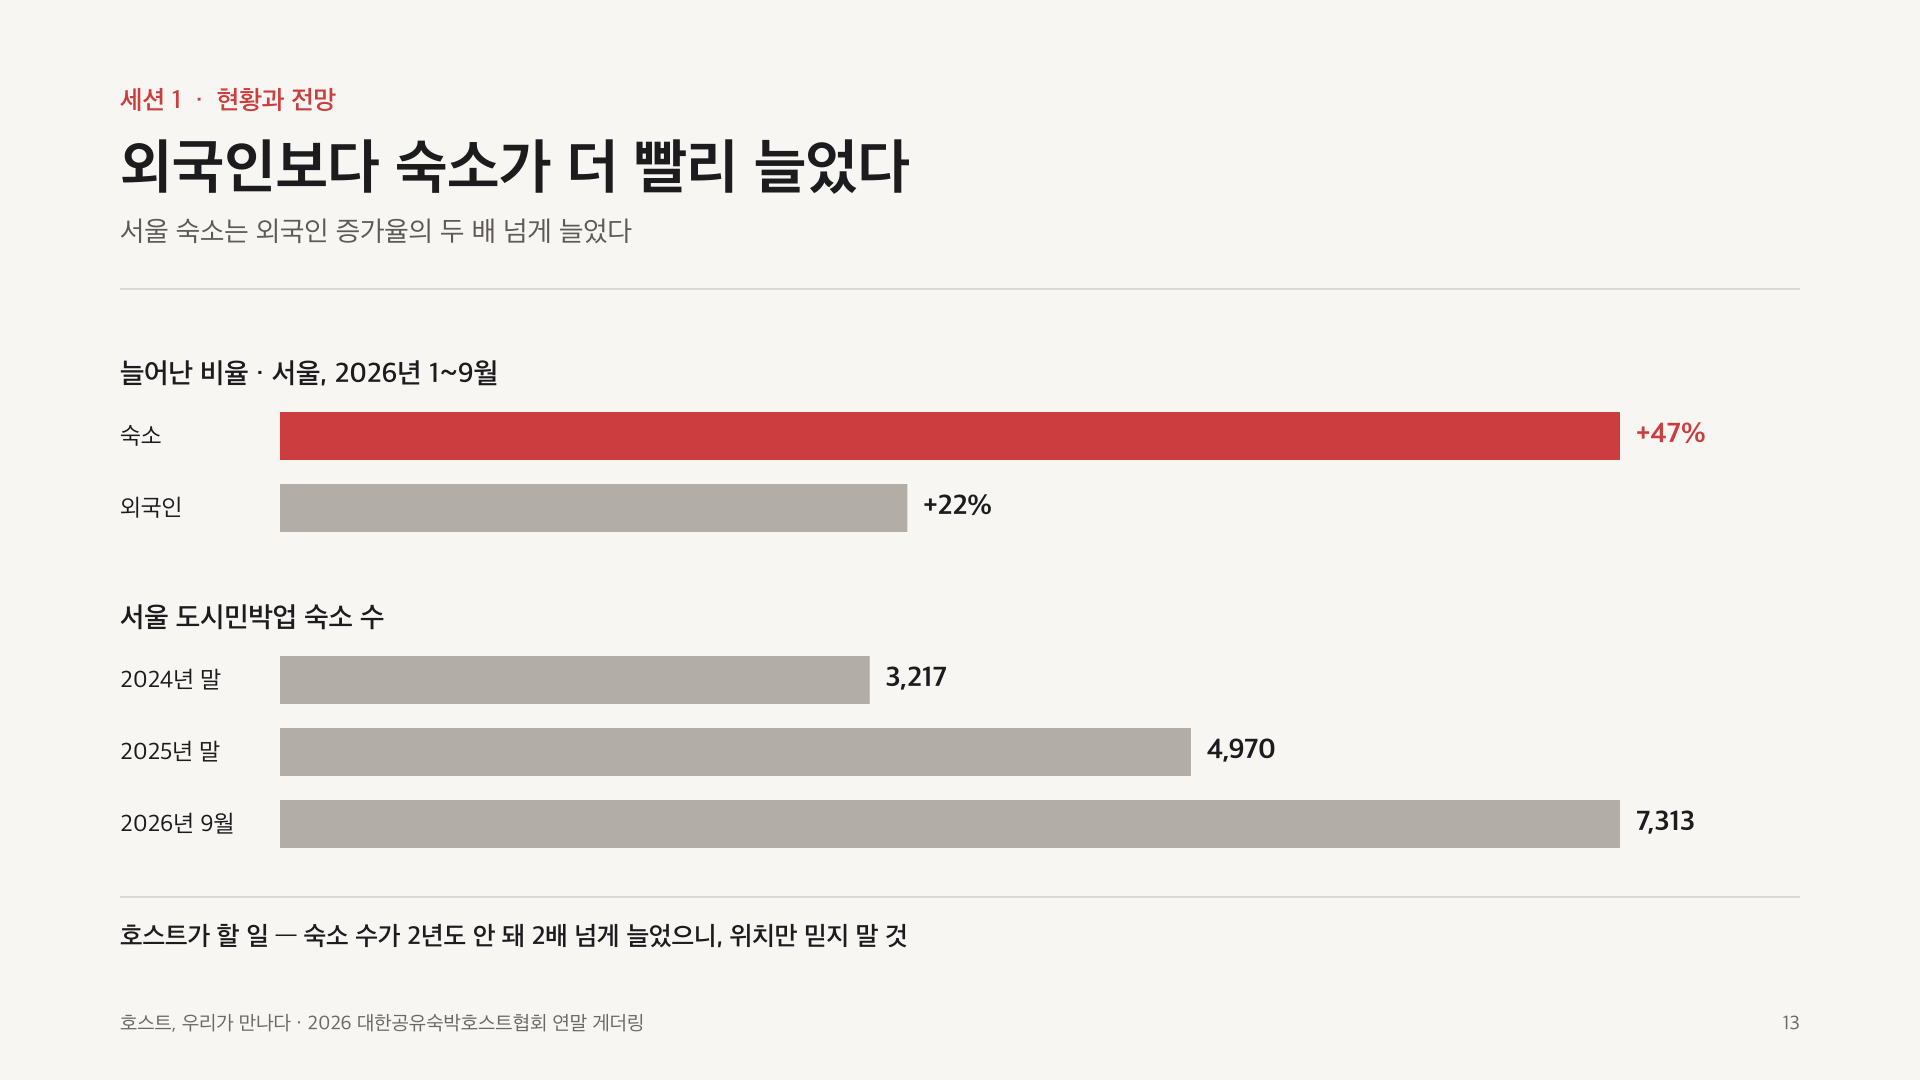 세션 1 · 현황과 전망
외국인보다 숙소가 더 빨리 늘었다
서울 숙소는 외국인 증가율의 두 배 넘게 늘었다
늘어난 비율 · 서울, 2026년 1~9월
숙소 +47%
외국인 +22%
서울 도시민박업 숙소 수
2024년 말 3,217
2025년 말 4,970
2026년 9월 7,313
호스트가 할 일 — 숙소 수가 2년도 안 돼 2배 넘게 늘었으니, 위치만 믿지 말 것
호스트, 우리가 만나다 · 2026 대한공유숙박호스트협회 연말 게더링 13